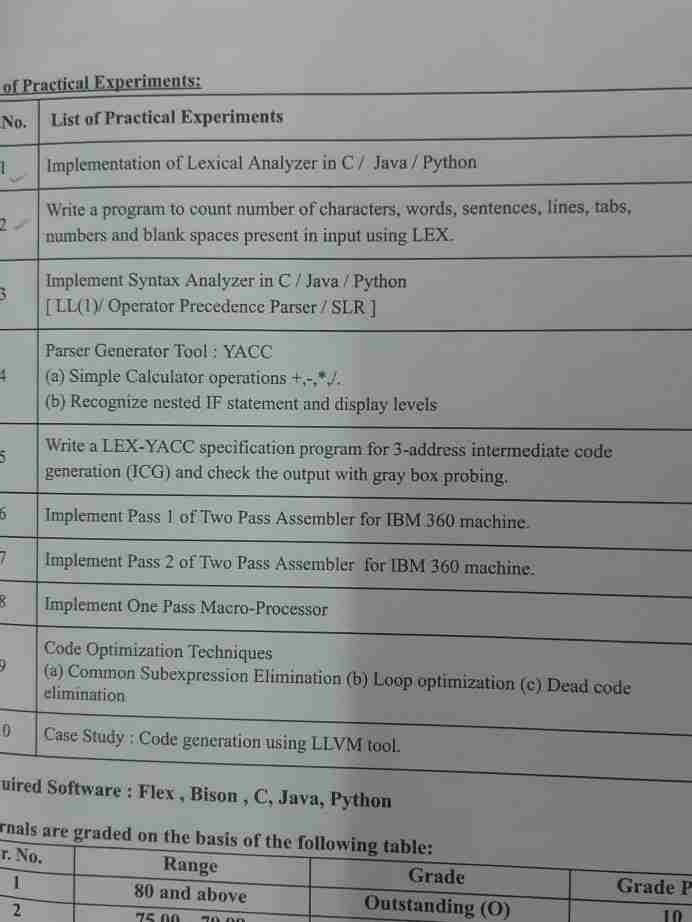 of Practical Experiments:
No. List of Practical Experiments
1 Implementation of Lexical Analyzer in C / Java / Python
2 Write a program to count number of characters, words, sentences, lines, tabs,
numbers and blank spaces present in input using LEX.
3 Implement Syntax Analyzer in C / Java / Python
[ LL(1)/ Operator Precedence Parser / SLR ]
4 Parser Generator Tool : YACC
(a) Simple Calculator operations +,-,*,/.
(b) Recognize nested IF statement and display levels
5 Write a LEX-YACC specification program for 3-address intermediate code
generation (ICG) and check the output with gray box probing.
6 Implement Pass 1 of Two Pass Assembler for IBM 360 machine.
7 Implement Pass 2 of Two Pass Assembler for IBM 360 machine.
8 Implement One Pass Macro-Processor
9 Code Optimization Techniques
(a) Common Subexpression Elimination (b) Loop optimization (c) Dead code
elimination
0 Case Study : Code generation using LLVM tool.
uired Software : Flex , Bison , C, Java, Python
rnals are graded on the basis of the following table:
r. No. Range Grade Grade P
1 80 and above Outstanding (O) 10
2 75.00